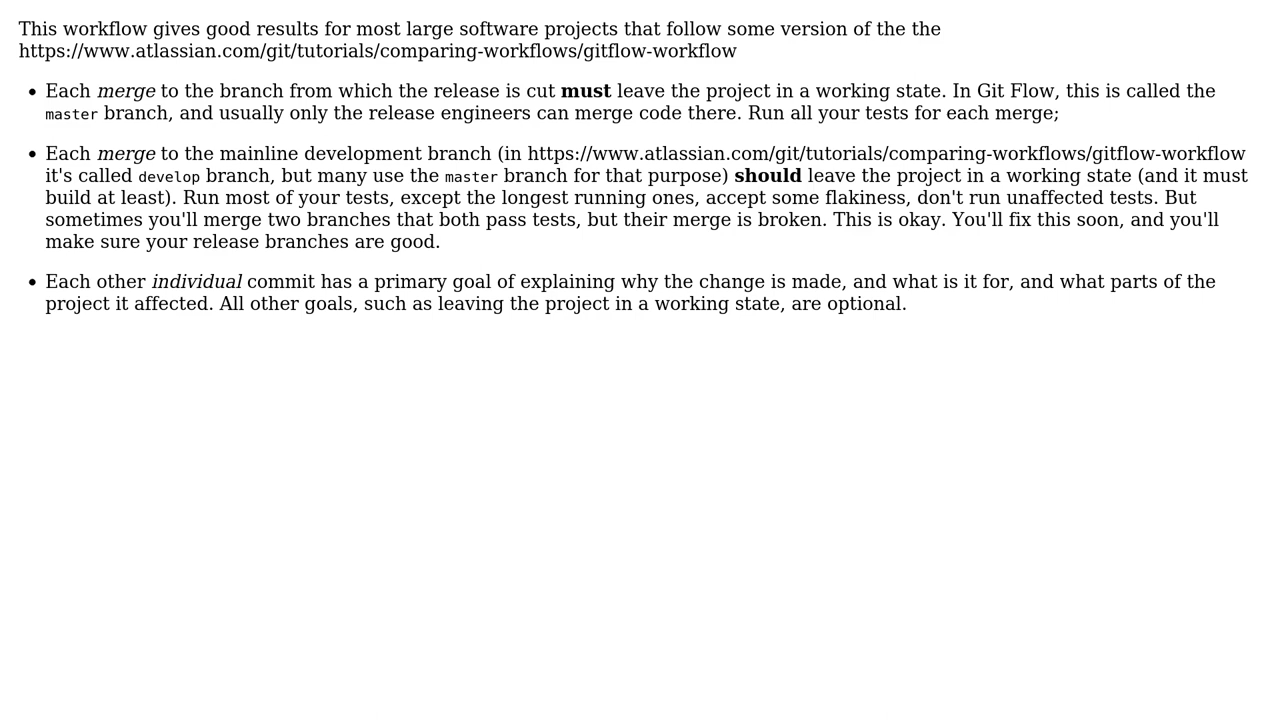 This workflow gives good results for most large software projects that follow some version of the the
https://www.atlassian.com/git/tutorials/comparing-workflows/gitflow-workflow
• Each merge to the branch from which the release is cut must leave the project in a working state. In Git Flow, this is called the
master branch, and usually only the release engineers can merge code there. Run all your tests for each merge;
• Each merge to the mainline development branch (in https://www.atlassian.com/git/tutorials/comparing-workflows/gitflow-workflow
it's called develop branch, but many use the master branch for that purpose) should leave the project in a working state (and it must
build at least). Run most of your tests, except the longest running ones, accept some flakiness, don't run unaffected tests. But
sometimes you'll merge two branches that both pass tests, but their merge is broken. This is okay. You'll fix this soon, and you'll
make sure your release branches are good.
• Each other individual commit has a primary goal of explaining why the change is made, and what is it for, and what parts of the
project it affected. All other goals, such as leaving the project in a working state, are optional.